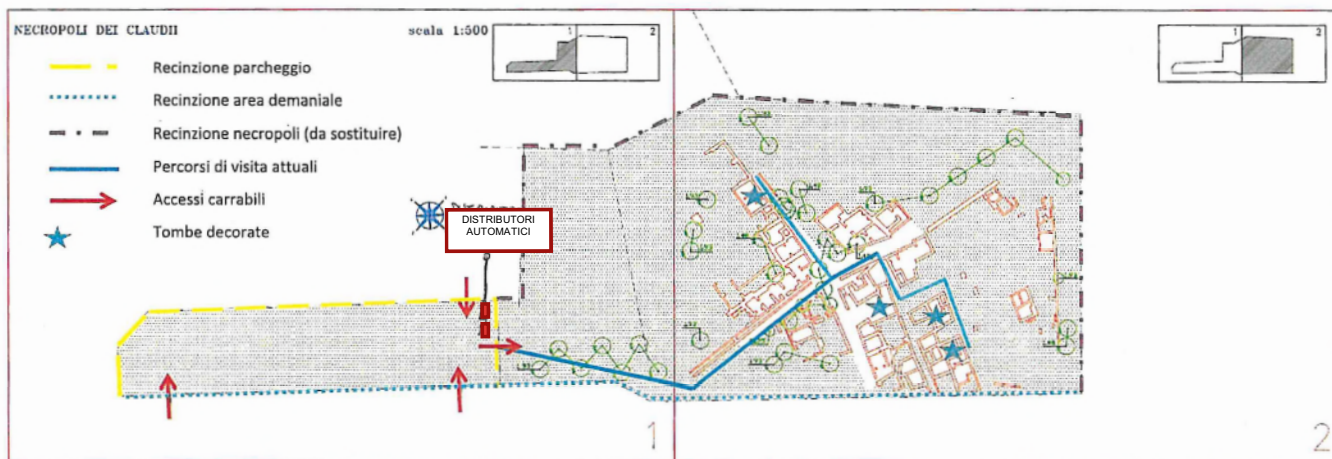 NECROPOLI DEI CLAUDII
scala 1:500
1
2
1
2
Recinzione parcheggio
Recinzione area demaniale
Recinzione necropoli (da sostituire)
Percorsi di visita attuali
Accessi carrabili
Tombe decorate
DISTRIBUTORI
AUTOMATICI
1
2